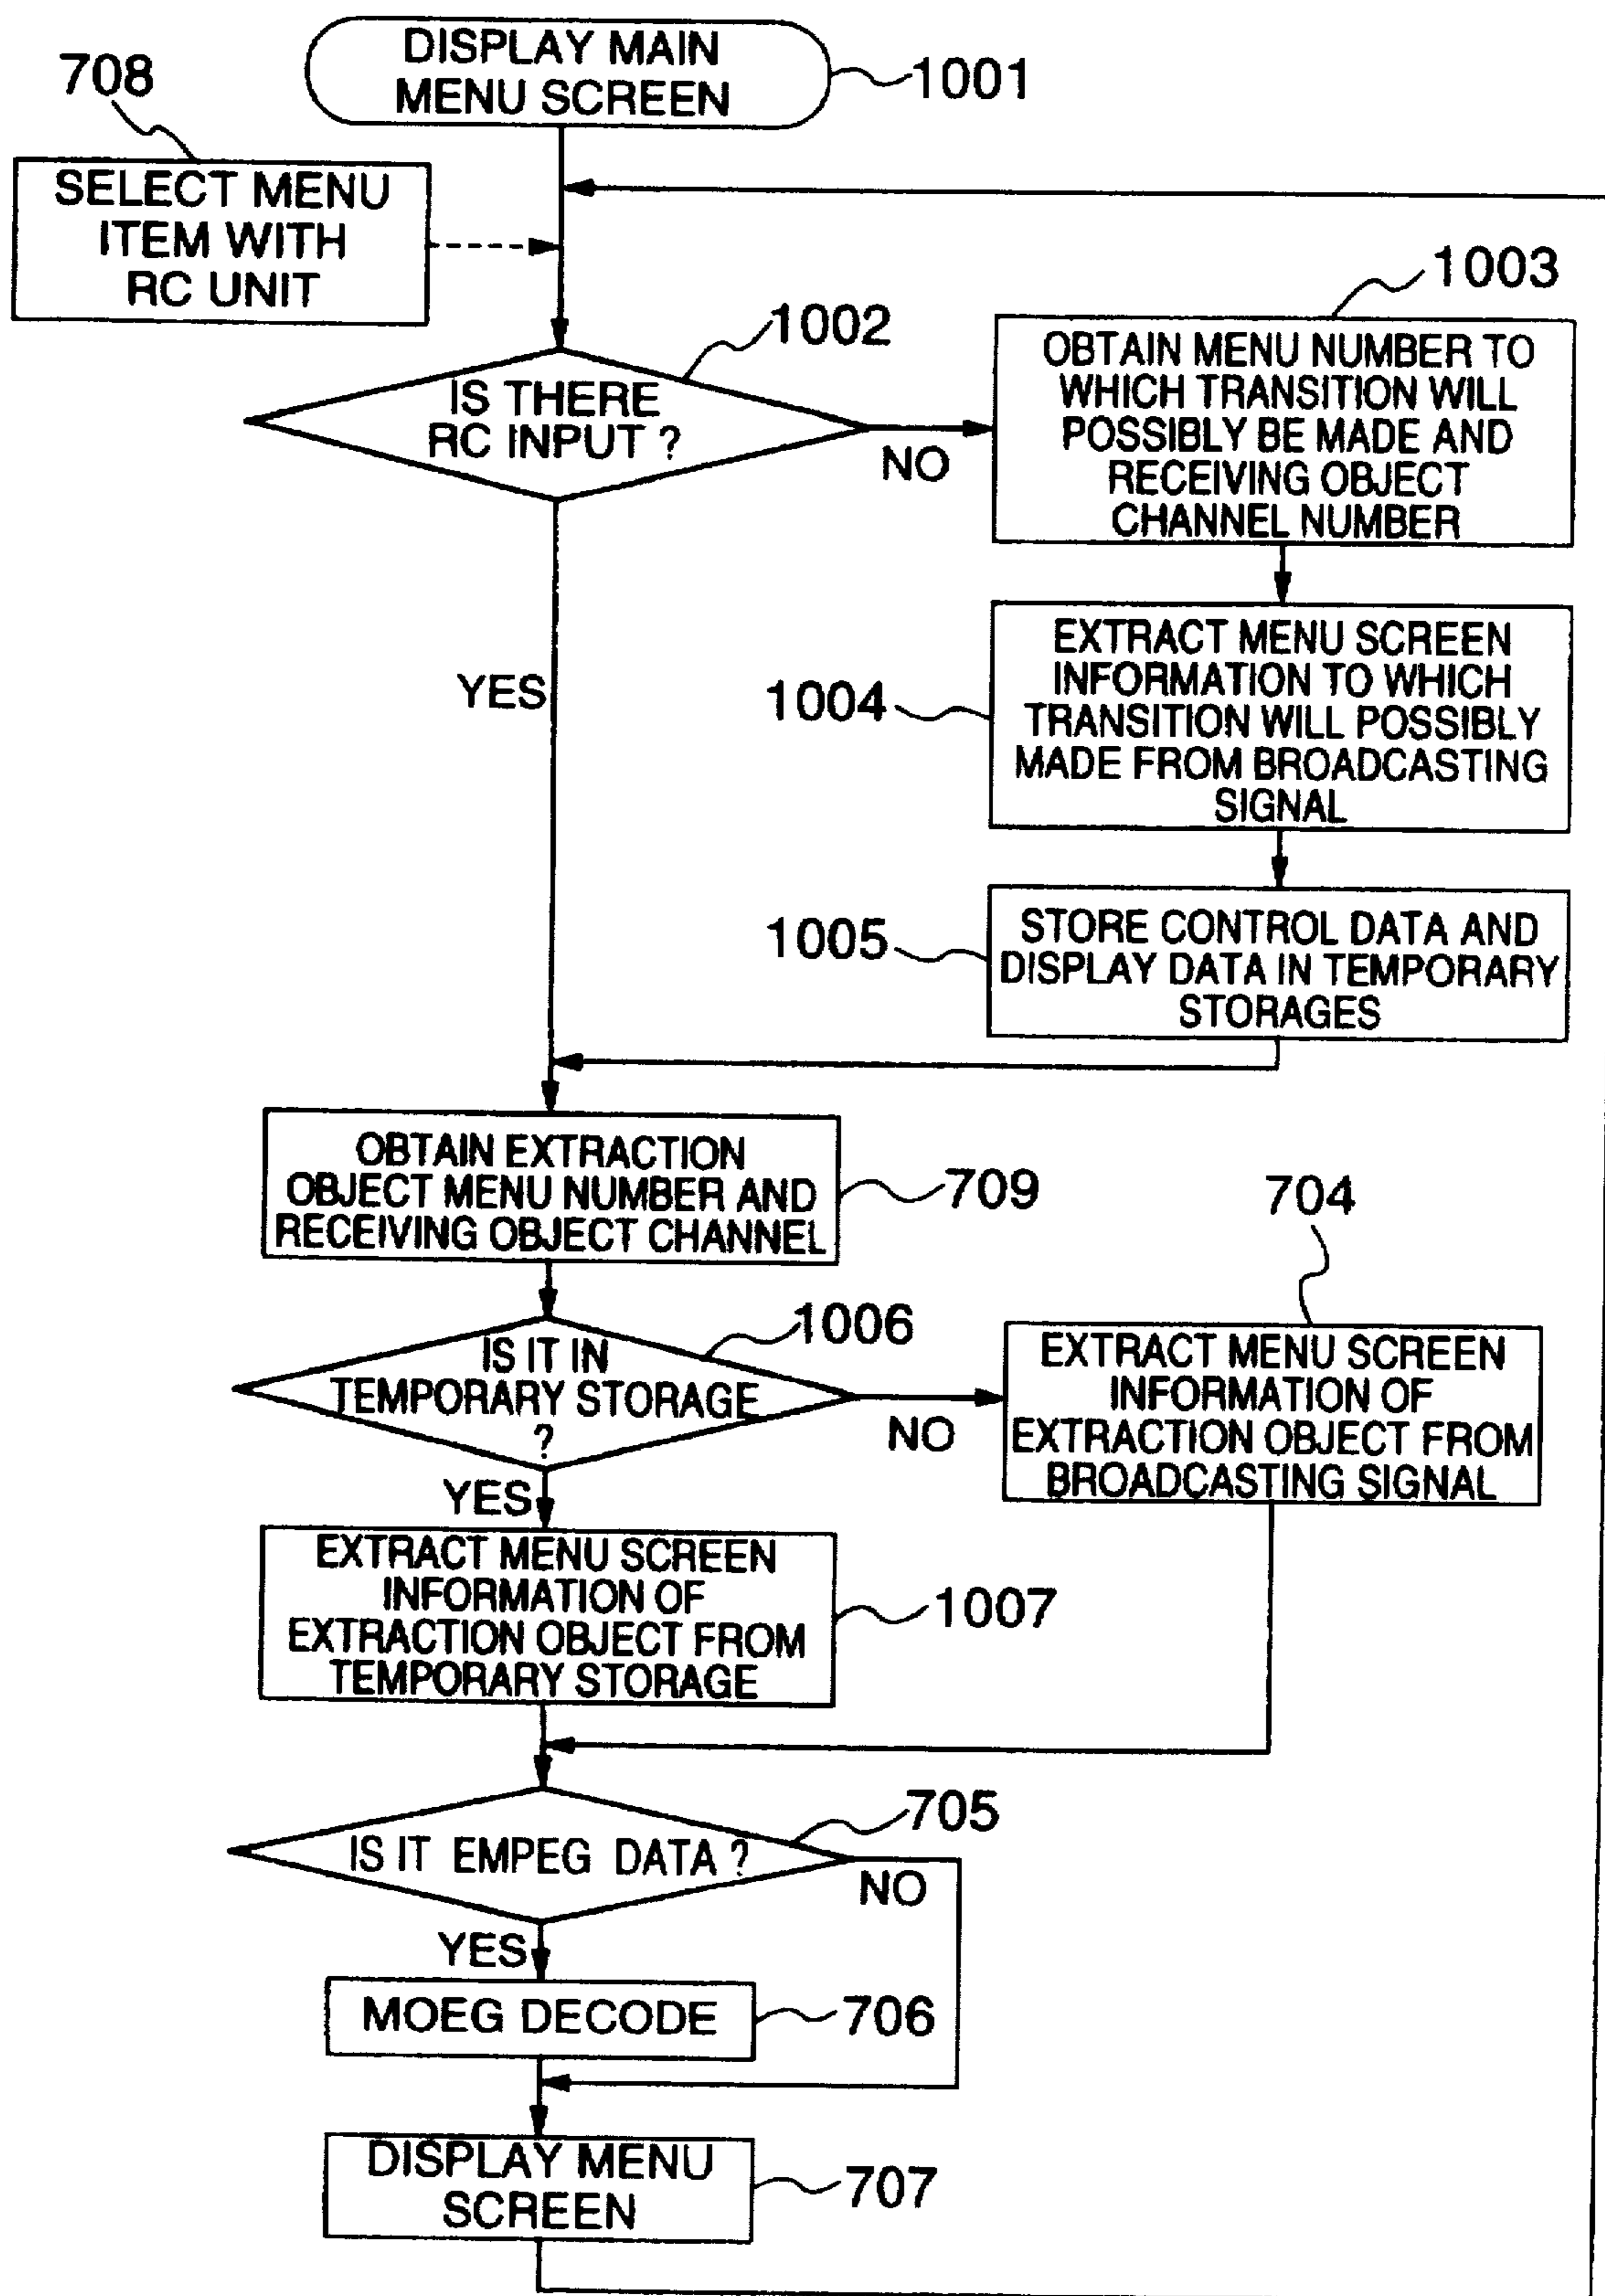 DISPLAY MAIN
MENU SCREEN
1001
708
SELECT MENU
ITEM WITH
RC UNIT
1002
IS THERE
RC INPUT ?
NO
YES
1003
OBTAIN MENU NUMBER TO
WHICH TRANSITION WILL
POSSIBLY BE MADE AND
RECEIVING OBJECT
CHANNEL NUMBER
1004
EXTRACT MENU SCREEN
INFORMATION TO WHICH
TRANSITION WILL POSSIBLY
MADE FROM BROADCASTING
SIGNAL
1005
STORE CONTROL DATA AND
DISPLAY DATA IN TEMPORARY
STORAGES
OBTAIN EXTRACTION
OBJECT MENU NUMBER AND
RECEIVING OBJECT CHANNEL
709
1006
IS IT IN
TEMPORARY STORAGE
?
NO
YES
704
EXTRACT MENU SCREEN
INFORMATION OF
EXTRACTION OBJECT FROM
BROADCASTING SIGNAL
EXTRACT MENU SCREEN
INFORMATION OF
EXTRACTION OBJECT FROM
TEMPORARY STORAGE
1007
705
IS IT EMPEG DATA ?
NO
YES
MOEG DECODE
706
DISPLAY MENU
SCREEN
707